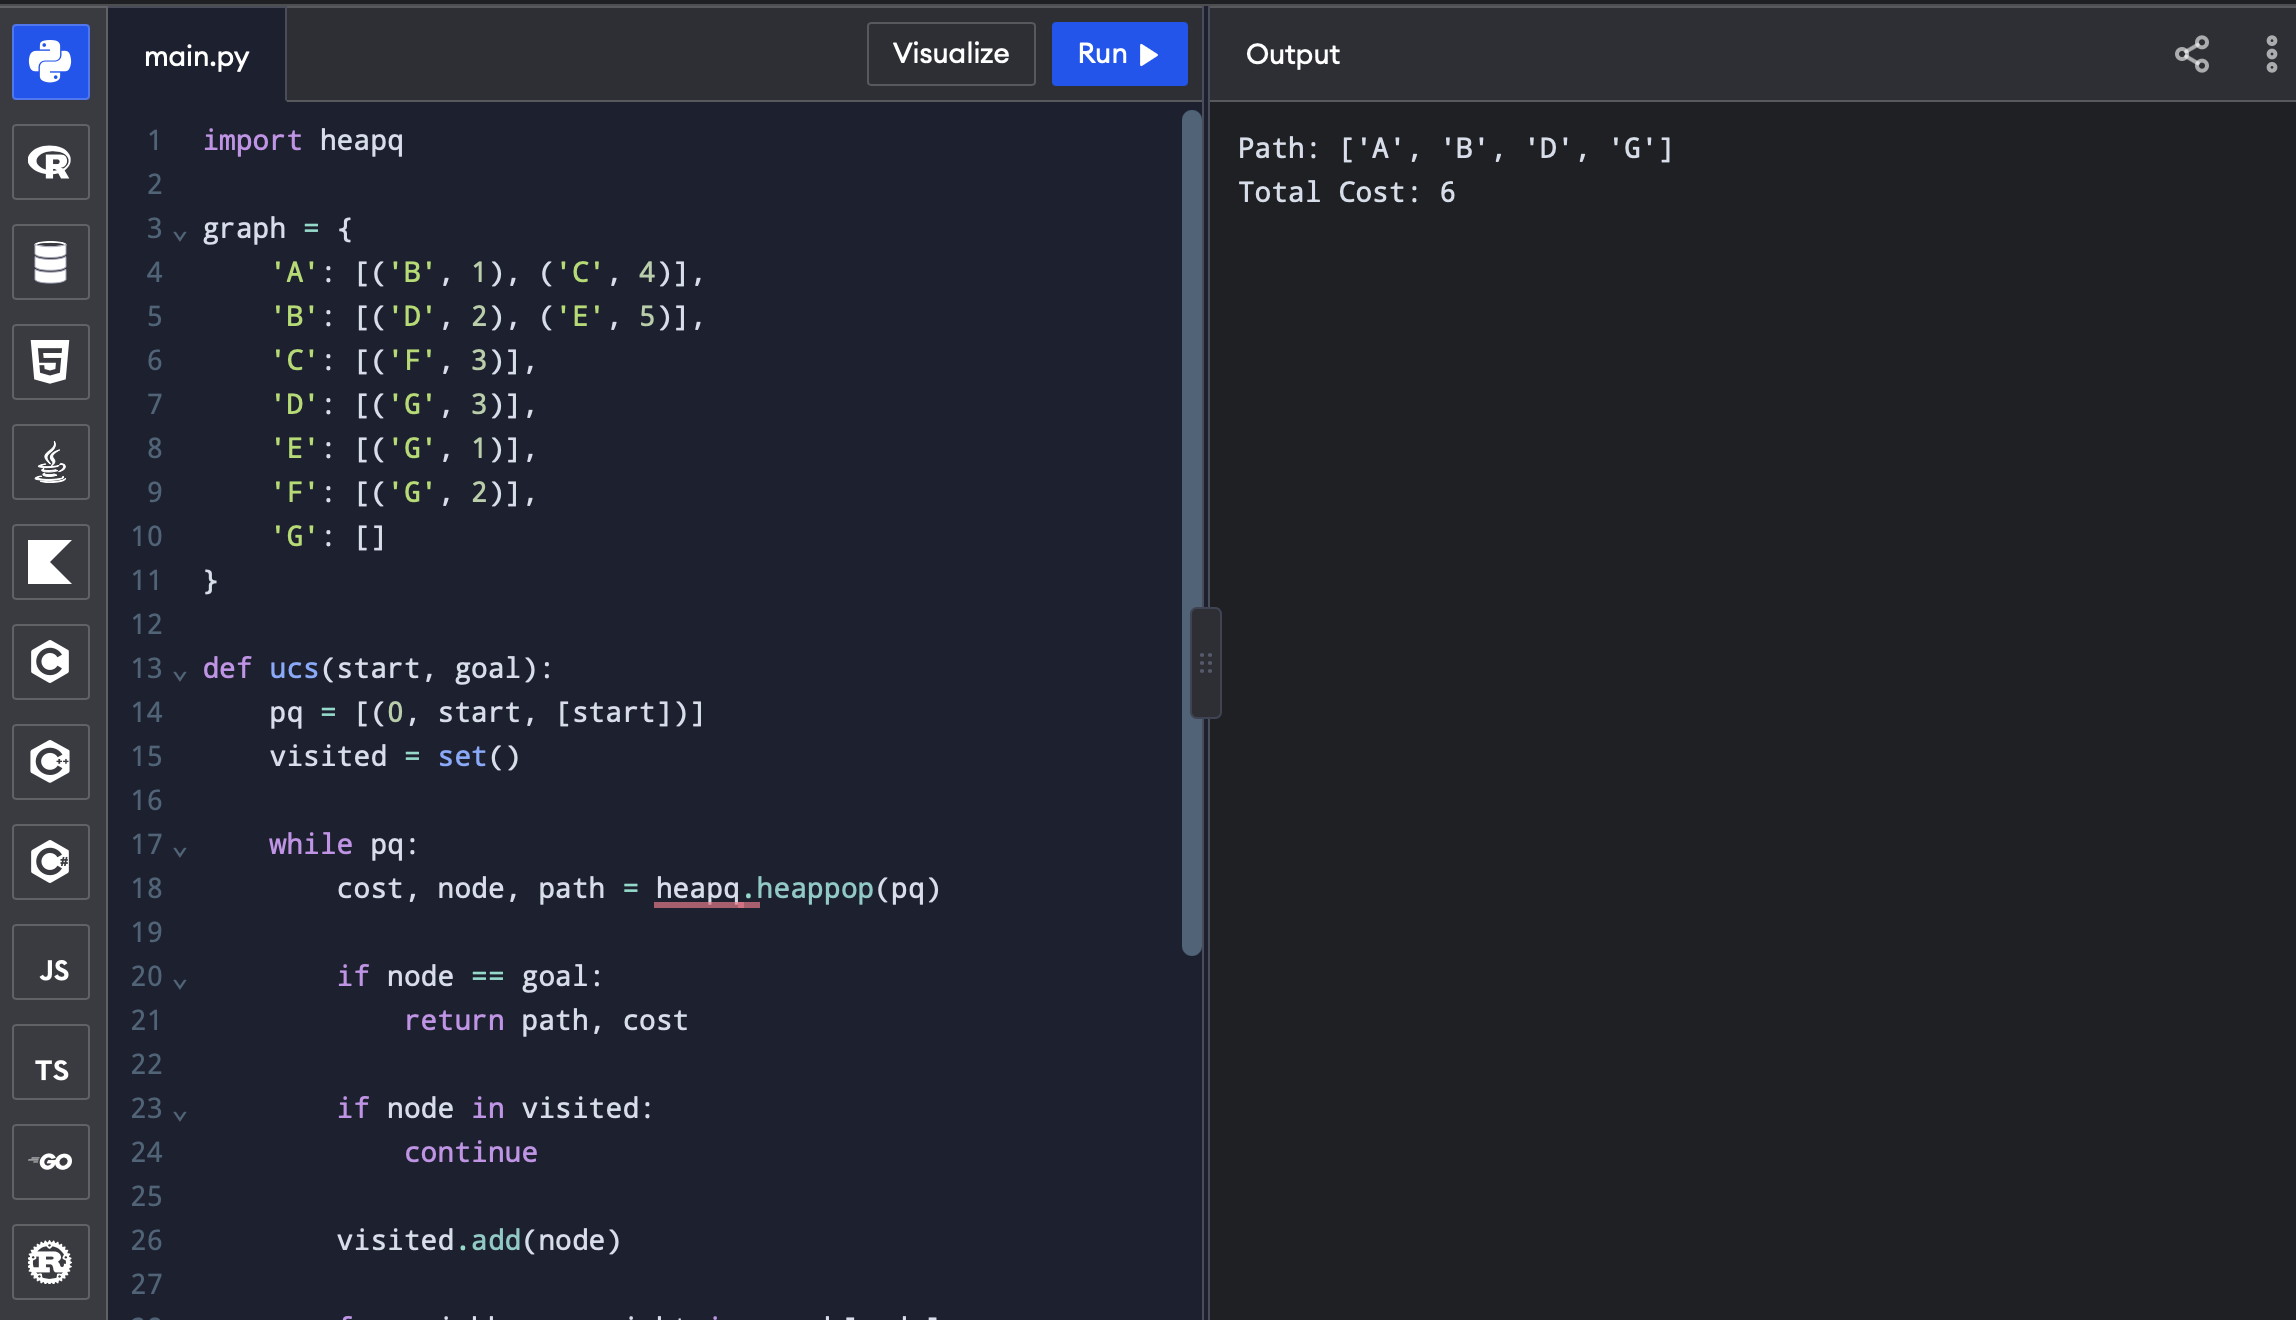 main.py
Visualize
Run
Output
1 import heapq
2
3 graph = {
4     'A': [('B', 1), ('C', 4)],
5     'B': [('D', 2), ('E', 5)],
6     'C': [('F', 3)],
7     'D': [('G', 3)],
8     'E': [('G', 1)],
9     'F': [('G', 2)],
10     'G': []
11 }
12
13 def ucs(start, goal):
14     pq = [(0, start, [start])]
15     visited = set()
16
17     while pq:
18         cost, node, path = heapq.heappop(pq)
19
20         if node == goal:
21             return path, cost
22
23         if node in visited:
24             continue
25
26         visited.add(node)
27
Path: ['A', 'B', 'D', 'G']
Total Cost: 6
R
5
C
C++
C#
JS
TS
GO
R